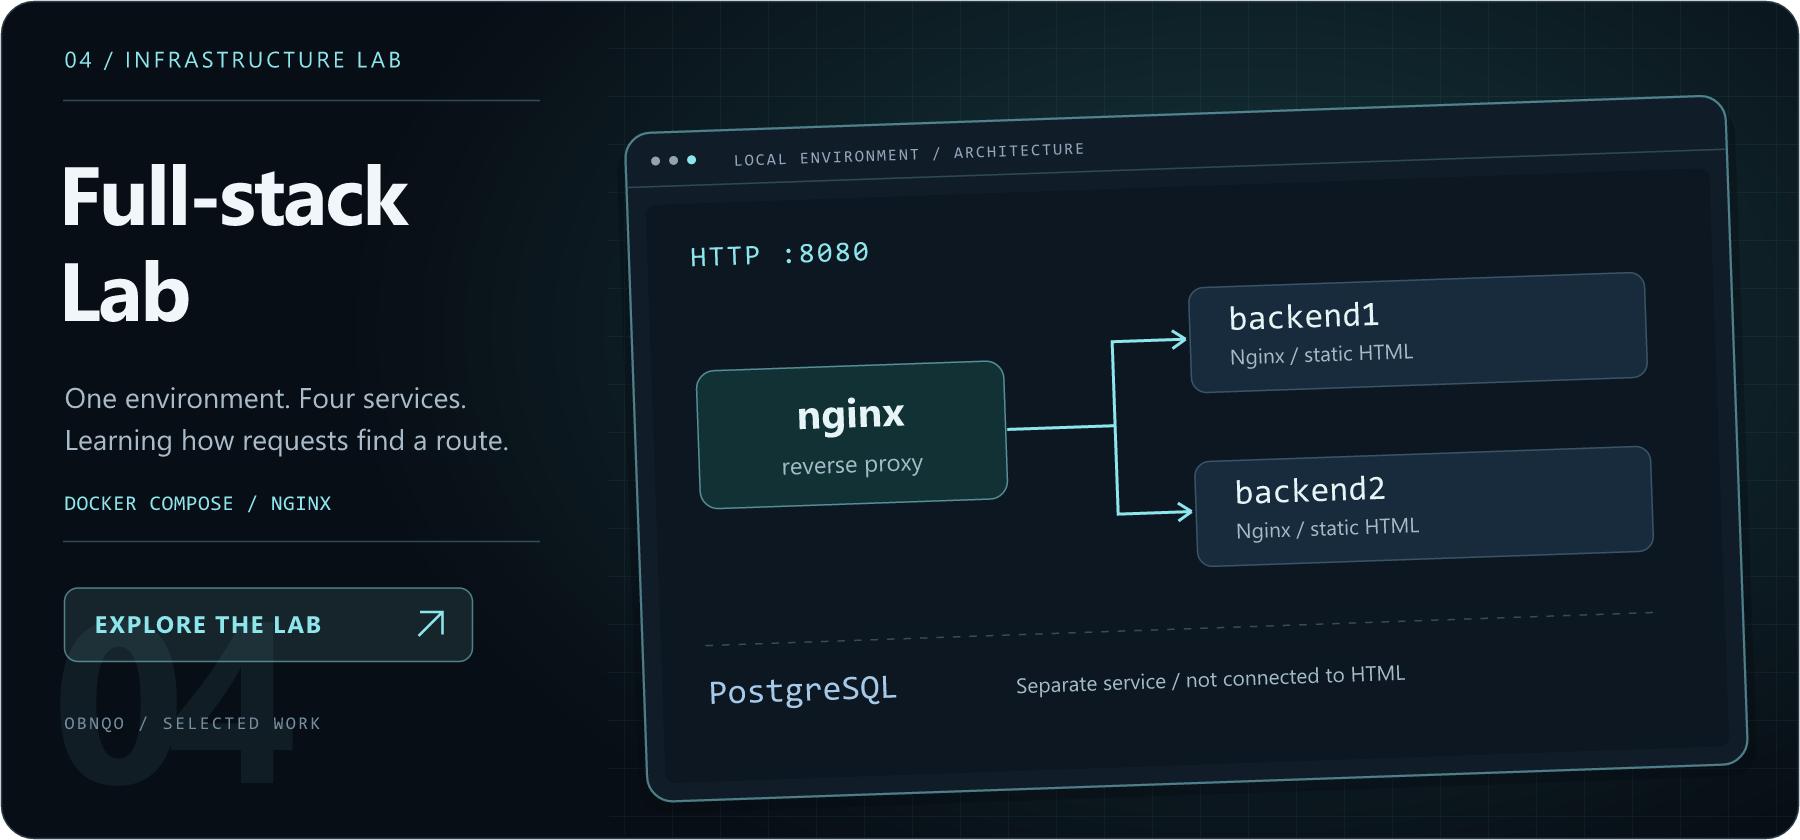 04 / INFRASTRUCTURE LAB
Full-stack
Lab
One environment. Four services.
Learning how requests find a route.
DOCKER COMPOSE / NGINX
EXPLORE THE LAB
04
OBNQO / SELECTED WORK
LOCAL ENVIRONMENT / ARCHITECTURE
HTTP :8080
nginx
reverse proxy
backend1
Nginx / static HTML
backend2
Nginx / static HTML
PostgreSQL
Separate service / not connected to HTML